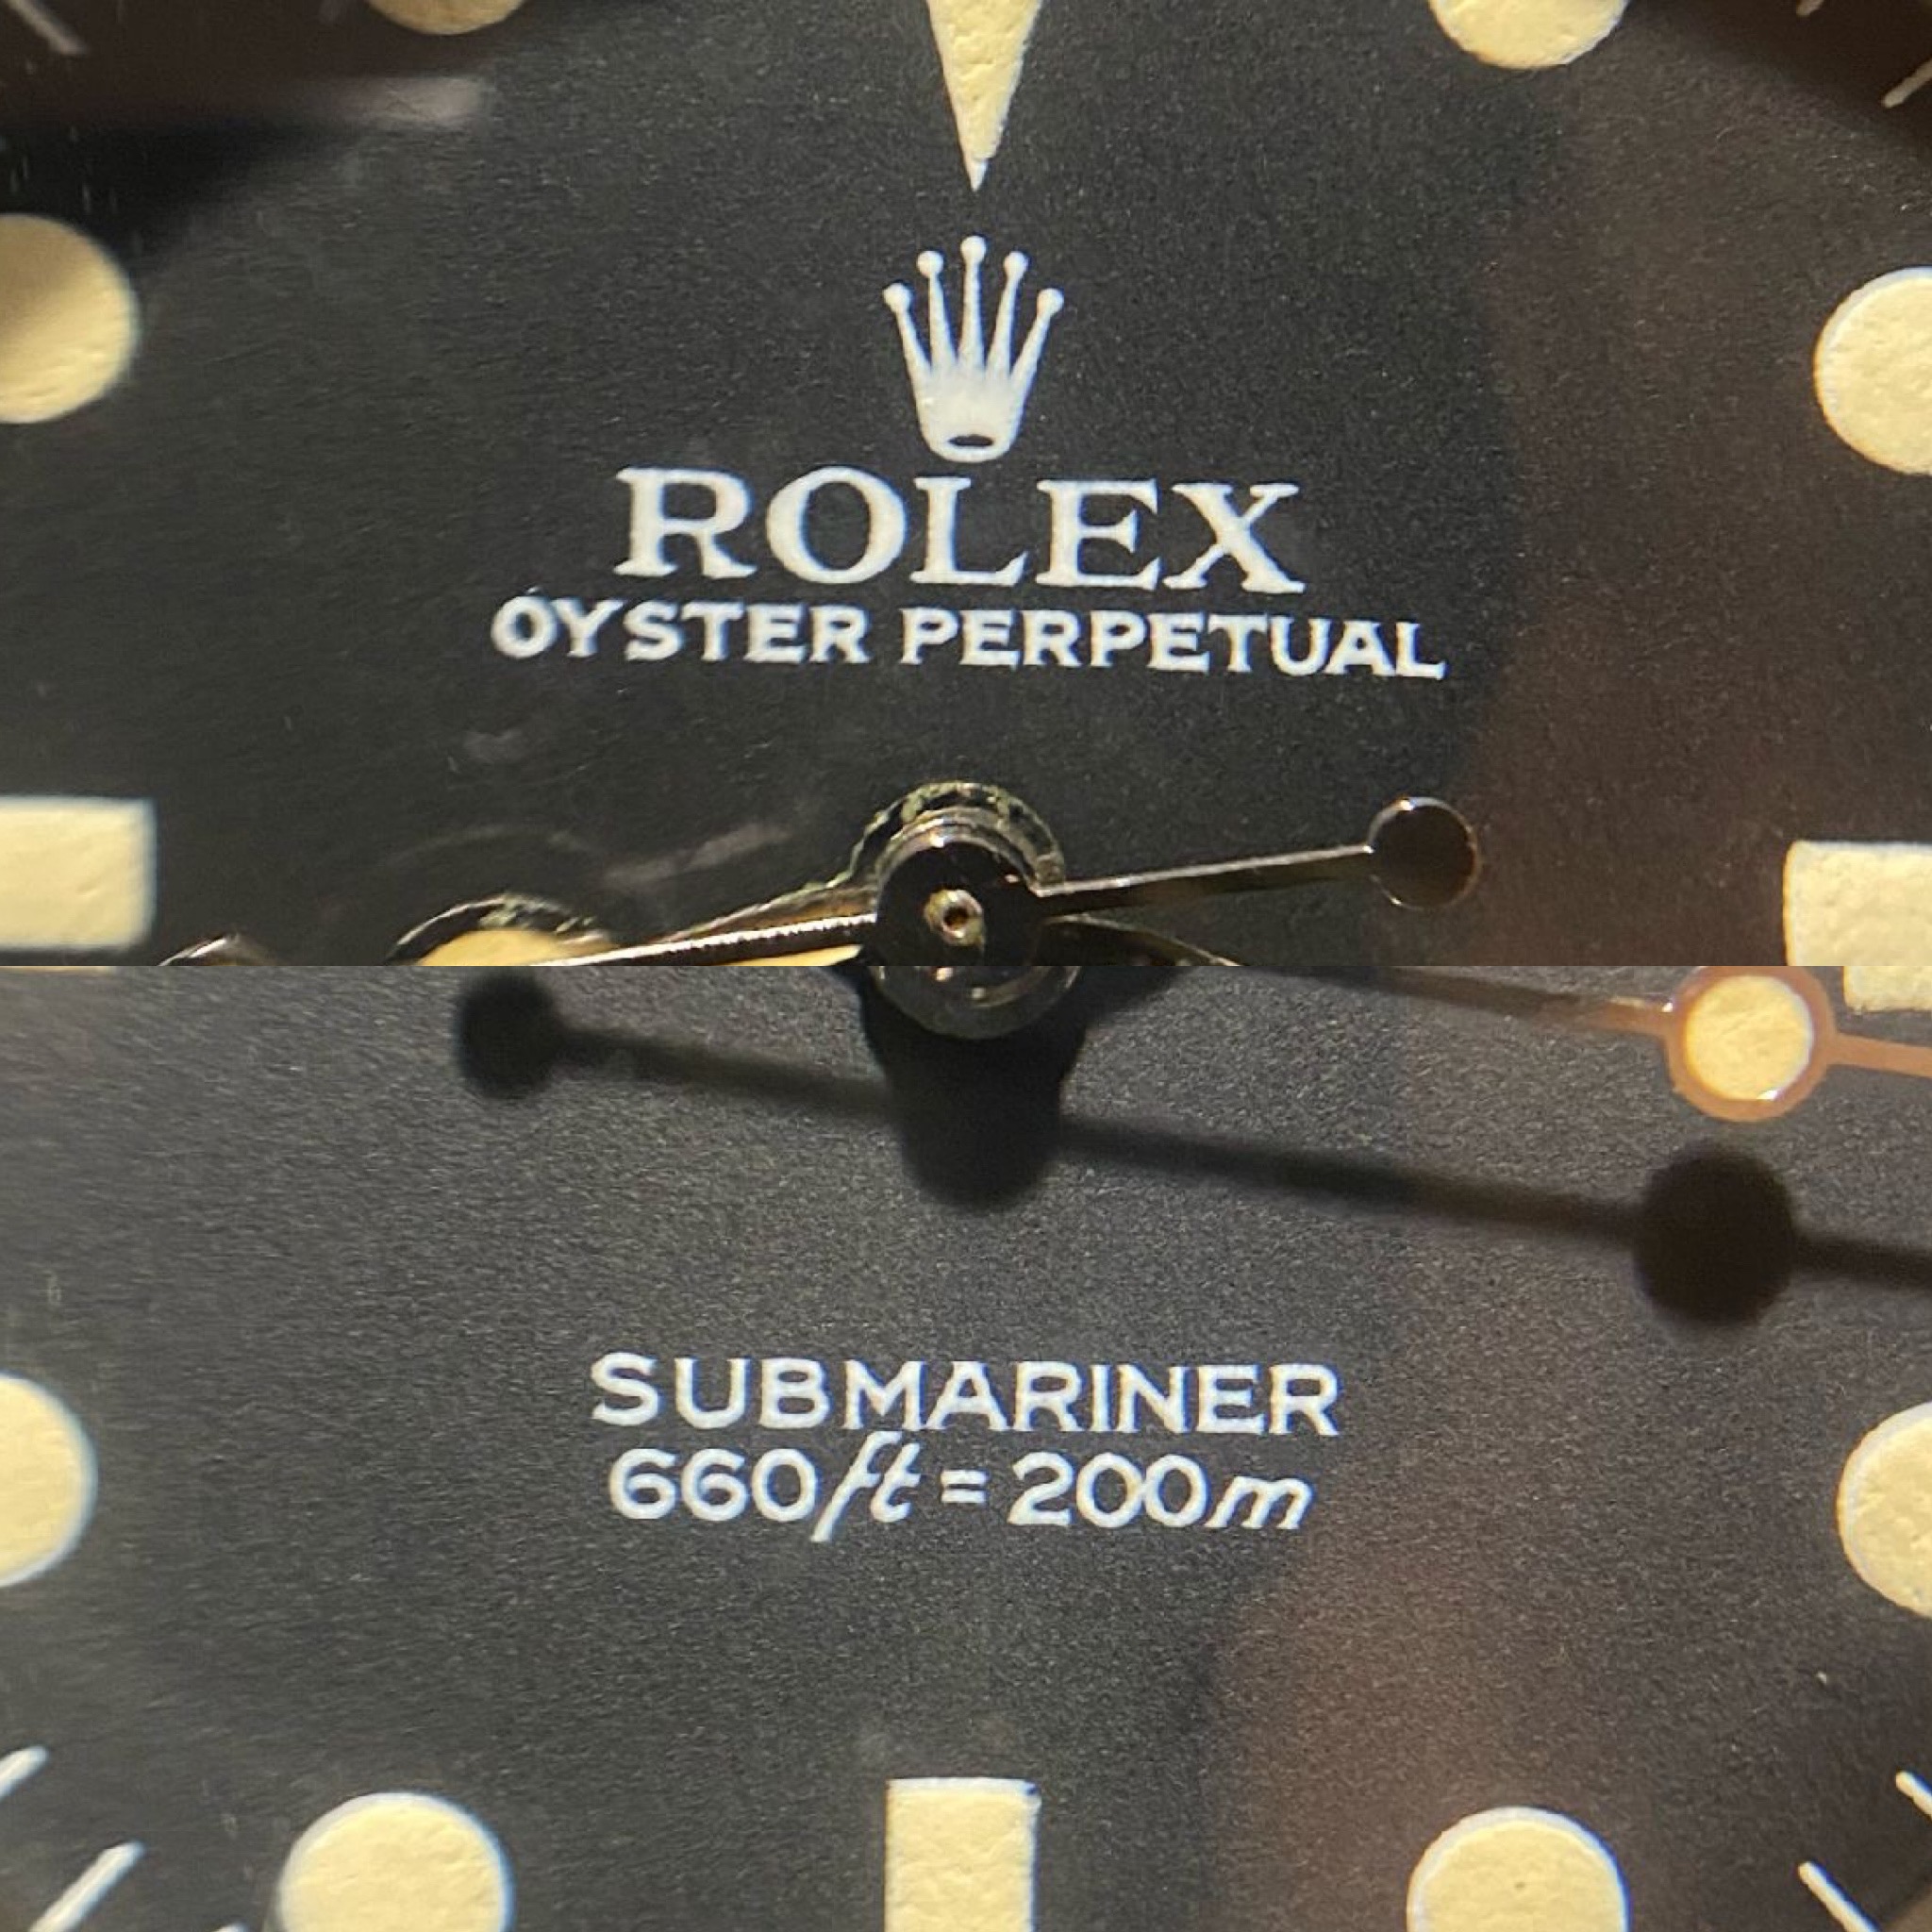 ROLEX
OYSTER PERPETUAL
SUBMARINER
660ft = 200m